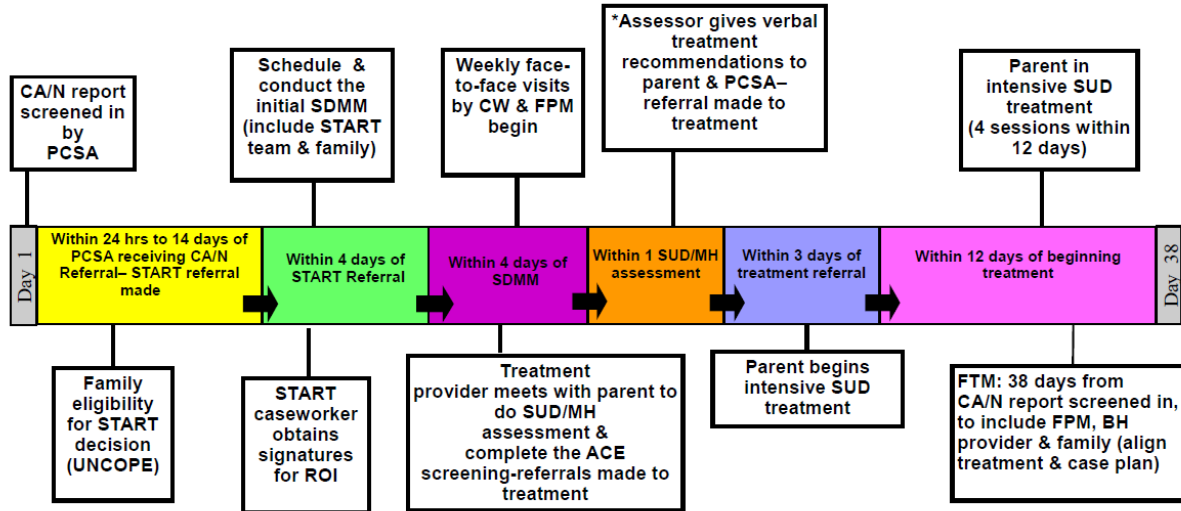 CA/N report
screened in
by
PCSA
Schedule &
conduct the
initial SDMM
(include START
team & family)
Weekly face-
to-face visits
by CW & FPM
begin
*Assessor gives verbal
treatment
recommendations to
parent & PCSA–
referral made to
treatment
Parent in
intensive SUD
treatment
(4 sessions within
12 days)
Day 1
Within 24 hrs to 14 days of
PCSA receiving CA/N
Referral– START referral
made
Within 4 days of
START Referral
Within 4 days of
SDMM
Within 1 SUD/MH
assessment
Within 3 days of
treatment referral
Within 12 days of beginning
treatment
Day 38
Family
eligibility
for START
decision
(UNCOPE)
START
caseworker
obtains
signatures
for ROI
Treatment
provider meets with parent to
do SUD/MH
assessment &
complete the ACE
screening-referrals made to
treatment
Parent begins
intensive SUD
treatment
FTM: 38 days from
CA/N report screened in,
to include FPM, BH
provider & family (align
treatment & case plan)